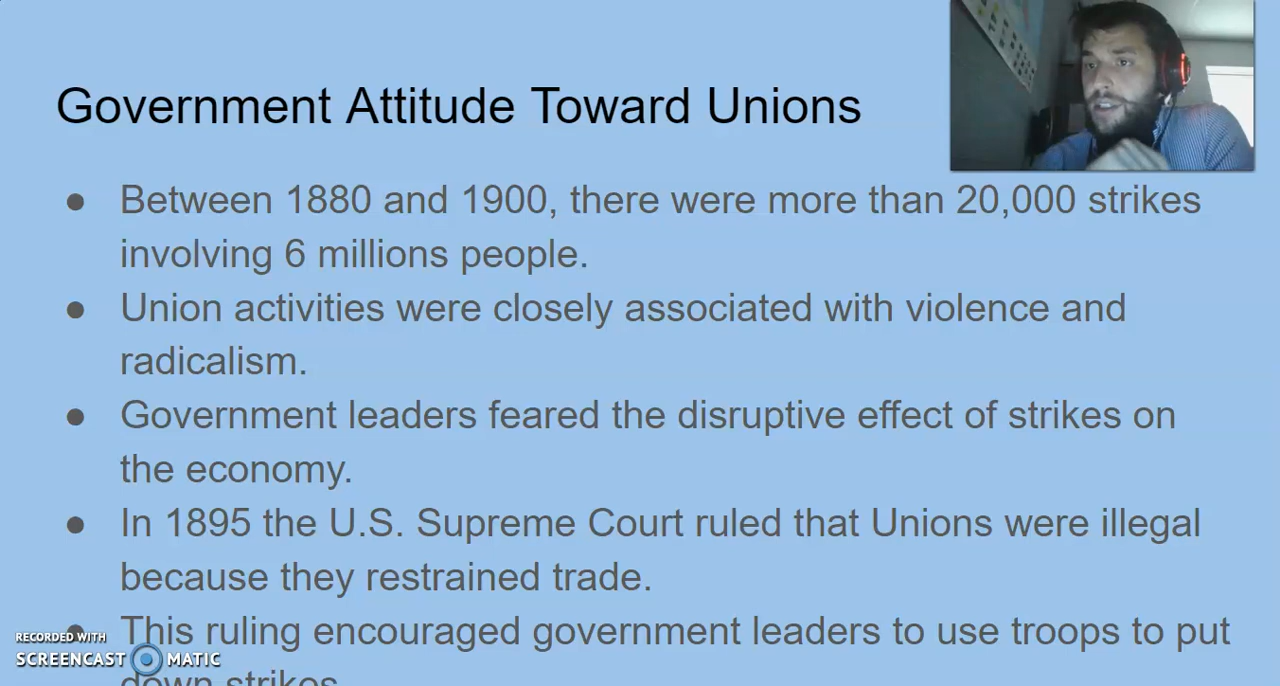 Government Attitude Toward Unions
● Between 1880 and 1900, there were more than 20,000 strikes
involving 6 millions people.
● Union activities were closely associated with violence and
radicalism.
● Government leaders feared the disruptive effect of strikes on
the economy.
● In 1895 the U.S. Supreme Court ruled that Unions were illegal
because they restrained trade.
● This ruling encouraged government leaders to use troops to put
down strikes.
RECORDED WITH
SCREENCAST MATIC